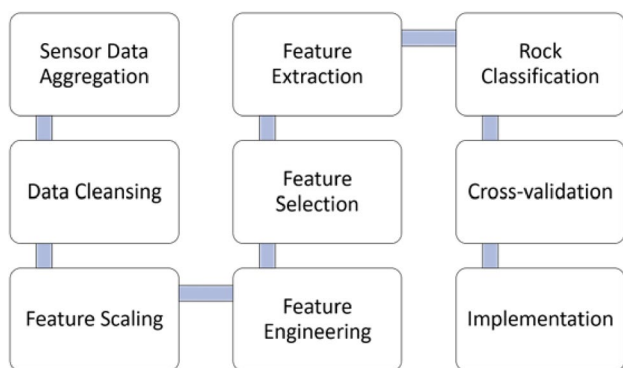 Sensor Data
Aggregation
Data Cleansing
Feature Scaling
Feature
Engineering
Feature
Selection
Feature
Extraction
Rock
Classification
Cross-validation
Implementation